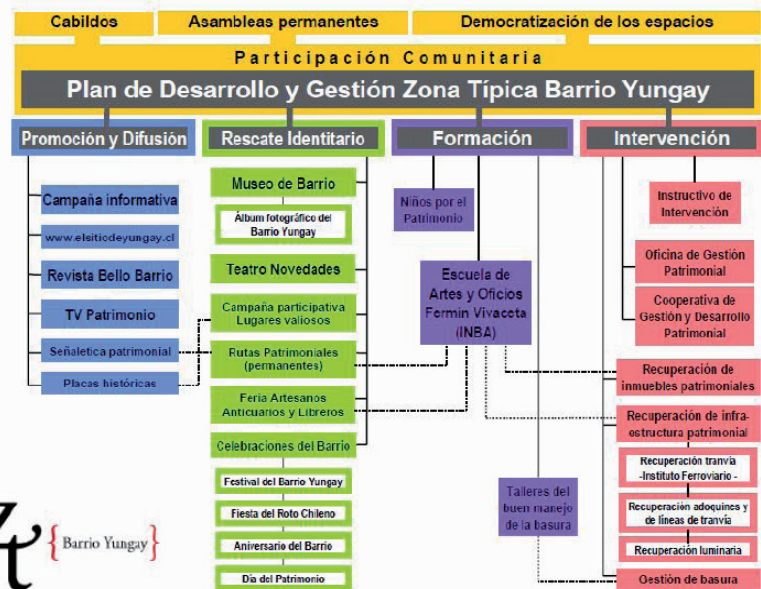 Cabildos
Asambleas permanentes
Democratización de los espacios
Participación Comunitaria
Plan de Desarrollo y Gestión Zona Típica Barrio Yungay
Promoción y Difusión
Campaña informativa
www.elsitiodeyungay.cl
Revista Bello Barrio
TV Patrimonio
Señaletica patrimonial
Placas históricas
Rescate Identitario
Museo de Barrio
Álbum fotográfico del
Barrio Yungay
Teatro Novedades
Campaña participativa
Lugares valiosos
Rutas Patrimoniales
(permanentes)
Feria Artesanos
Anticuarios y Libreros
Celebraciones del Barrio
Festival del Barrio Yungay
Fiesta del Roto Chileno
Aniversario del Barrio
Día del Patrimonio
Formación
Niños por el
Patrimonio
Escuela de
Artes y Oficios
Fermín Vivaceta
(INBA)
Talleres del
buen manejo
de la basura
Intervención
Instructivo de
Intervención
Oficina de Gestión
Patrimonial
Cooperativa de
Gestión y Desarrollo
Patrimonial
Recuperación de
inmuebles patrimoniales
Recuperación de infra-
estructura patrimonial
Recuperación tranvía
-Instituto Ferroviario -
Recuperación adoquines y
de líneas de tranvía
Recuperación luminaria
Gestión de basura
{ Barrio Yungay }